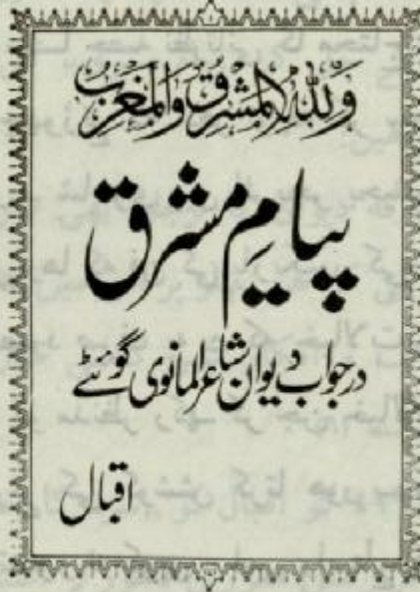 وَلِلّٰهِ الْمَشْرِقُ وَالْمَغْرِبُ
پیامِ مشرق
در جواب دیوان شاعر المانوی گوئٹے
اقبال